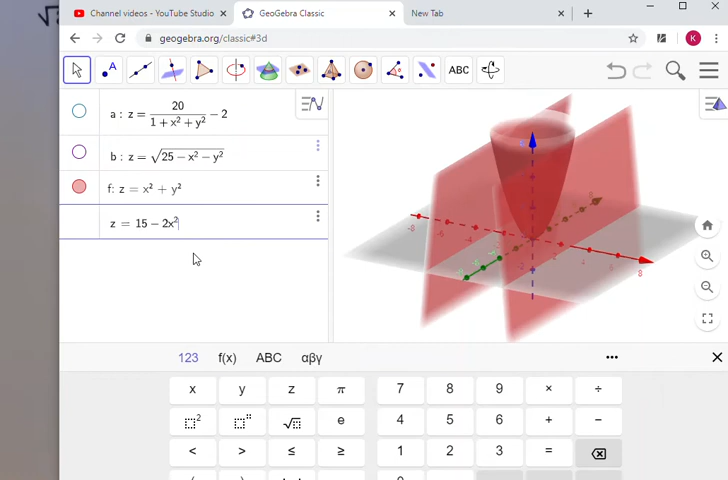 Channel videos - YouTube Studio
GeoGebra Classic
New Tab
geogebra.org/classic#3d
K
ABC
a : z = 20 / (1 + x² + y²) − 2
b : z = √(25 − x² − y²)
f: z = x² + y²
z = 15 − 2x²
-8
8
123
f(x)
ABC
αβγ
x y z π 7 8 9 × ÷
□² □^□ √□ e 4 5 6 + −
< > ≤ ≥ 1 2 3 =